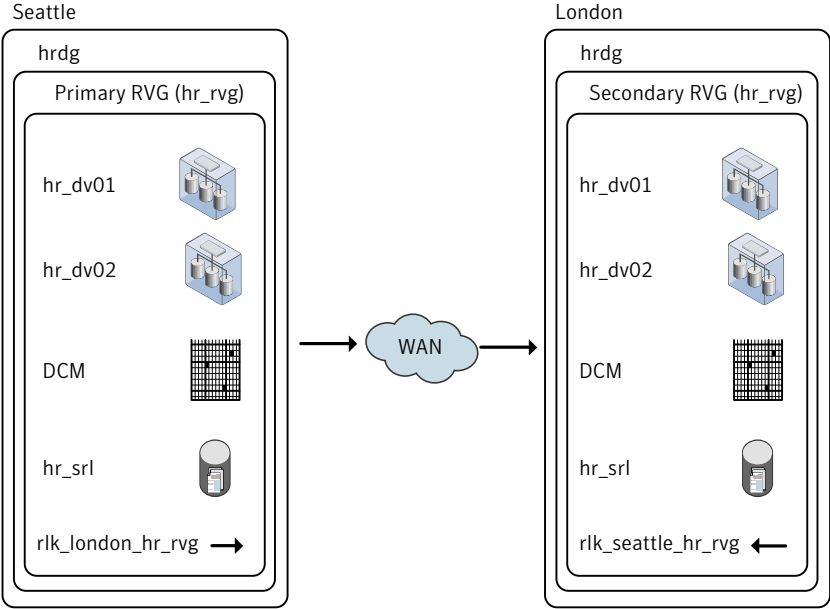 Seattle
hrdg
Primary RVG (hr_rvg)
hr_dv01
hr_dv02
DCM
hr_srl
rlk_london_hr_rvg
WAN
London
hrdg
Secondary RVG (hr_rvg)
hr_dv01
hr_dv02
DCM
hr_srl
rlk_seattle_hr_rvg